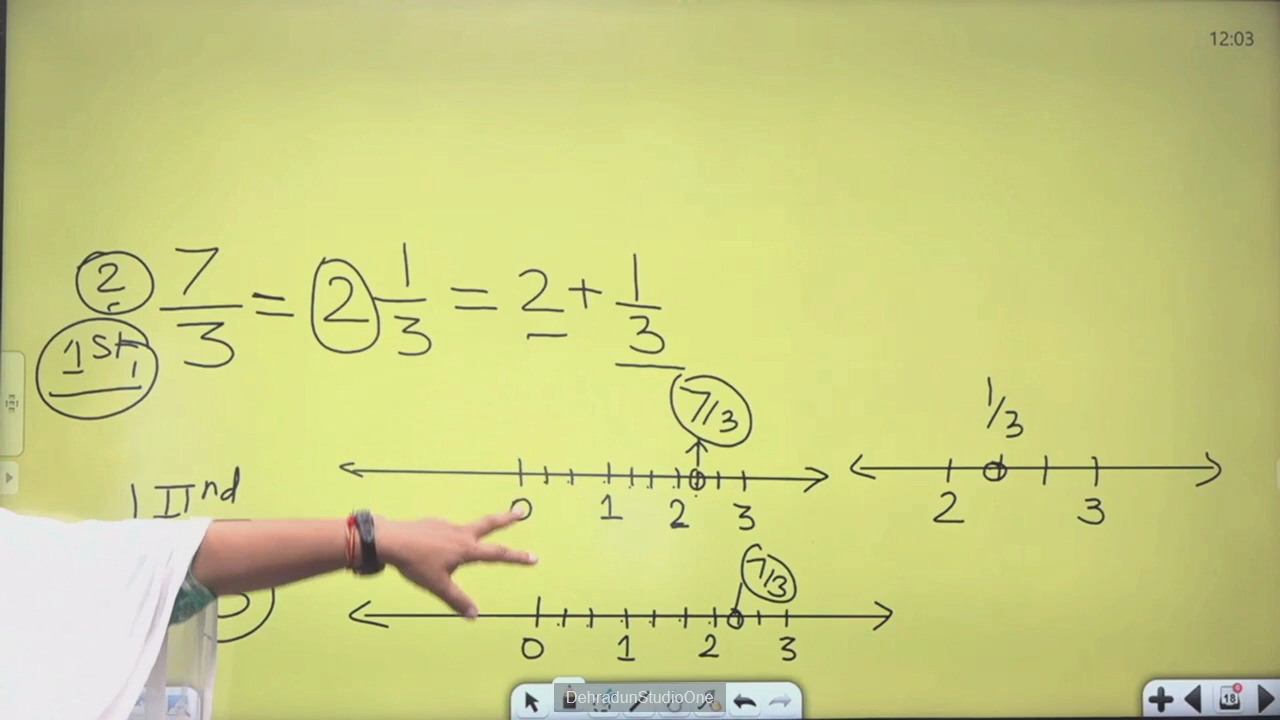 12:03
② 7/3 = 2 1/3 = 2 + 1/3
1st
7/3
1/3
0 1 2 3
2 3
IInd
7/3
0 1 2 3
DehradunStudioOne
18